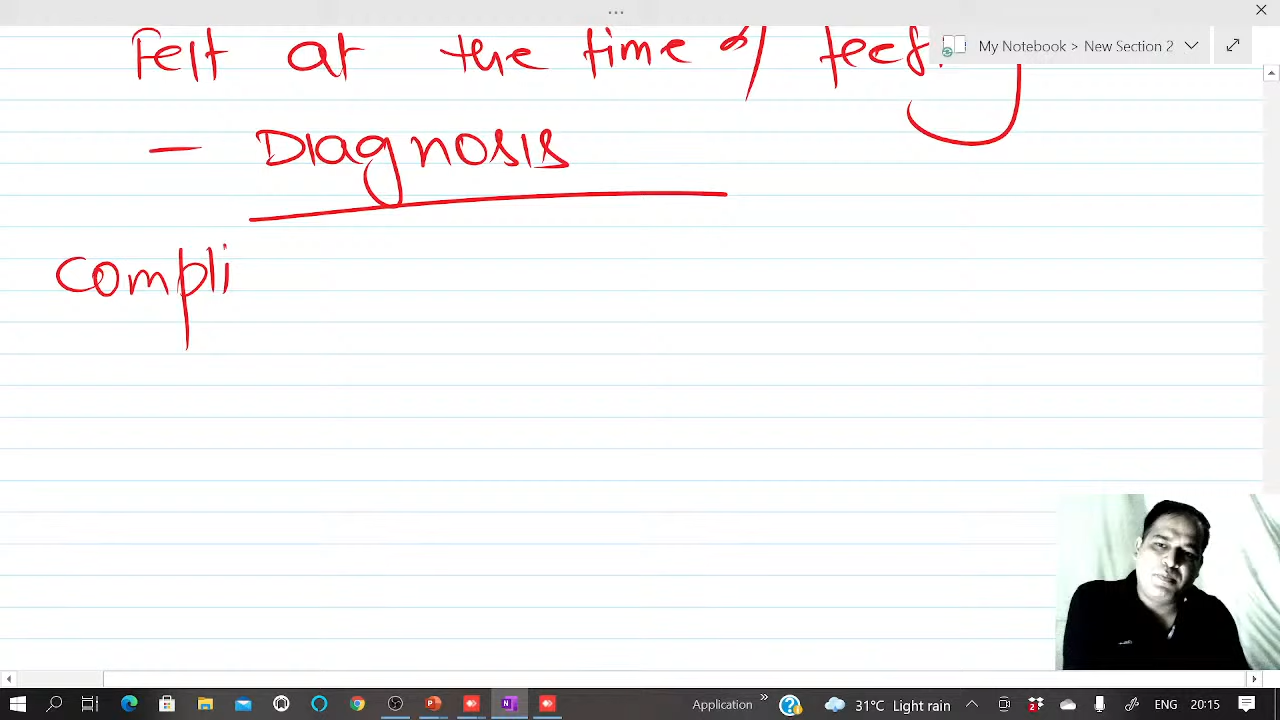 Felt at the time of feed.
My Notebook > New Section 2
- Diagnosis
Compli
Application
31°C Light rain
ENG
20:15